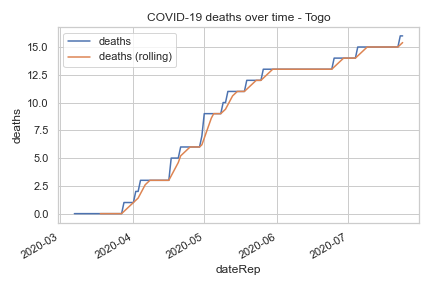 COVID-19 deaths over time - Togo
deaths
deaths (rolling)
deaths
15.0
12.5
10.0
7.5
5.0
2.5
0.0
2020-03
2020-04
2020-05
2020-06
2020-07
dateRep